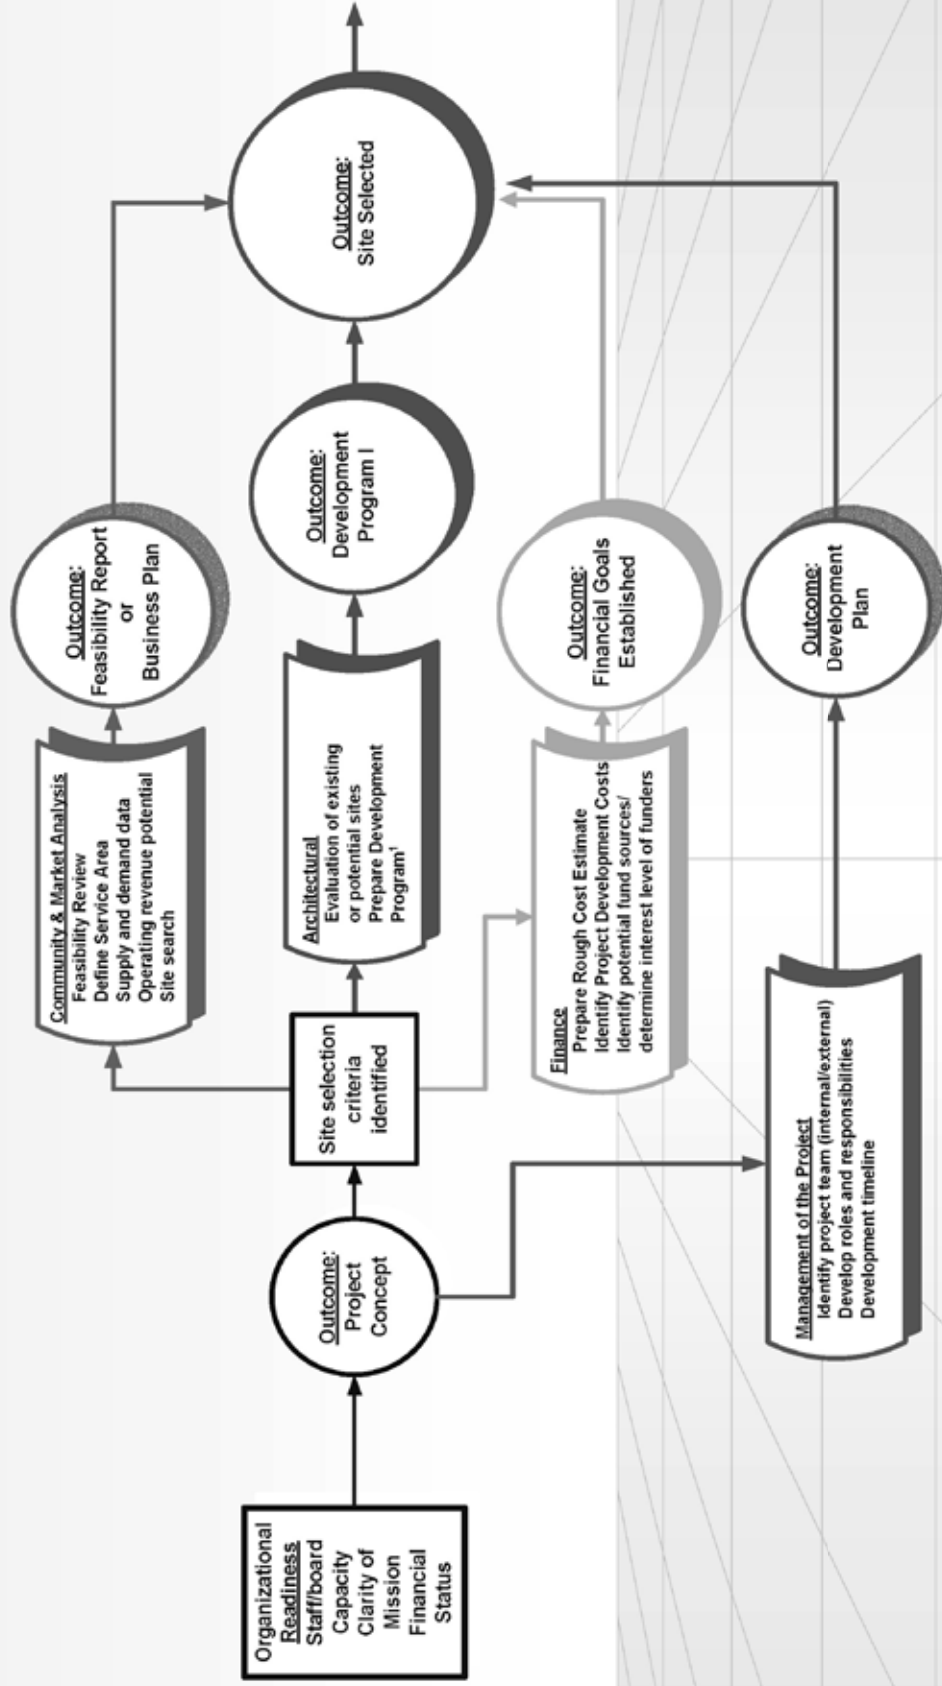 Organizational
Readiness
Staff/board
Capacity
Clarity of
Mission
Financial
Status
Outcome:
Project
Concept
Site selection
criteria
identified
Community & Market Analysis
Feasibility Review
Define Service Area
Supply and demand data
Operating revenue potential
Site search
Outcome:
Feasibility Report
or
Business Plan
Architectural
Evaluation of existing
or potential sites
Prepare Development
Program¹
Outcome:
Development
Program I
Finance
Prepare Rough Cost Estimate
Identify Project Development Costs
Identify potential fund sources/
determine interest level of funders
Outcome:
Financial Goals
Established
Management of the Project
Identify project team (internal/external)
Develop roles and responsibilities
Development timeline
Outcome:
Development
Plan
Outcome:
Site Selected